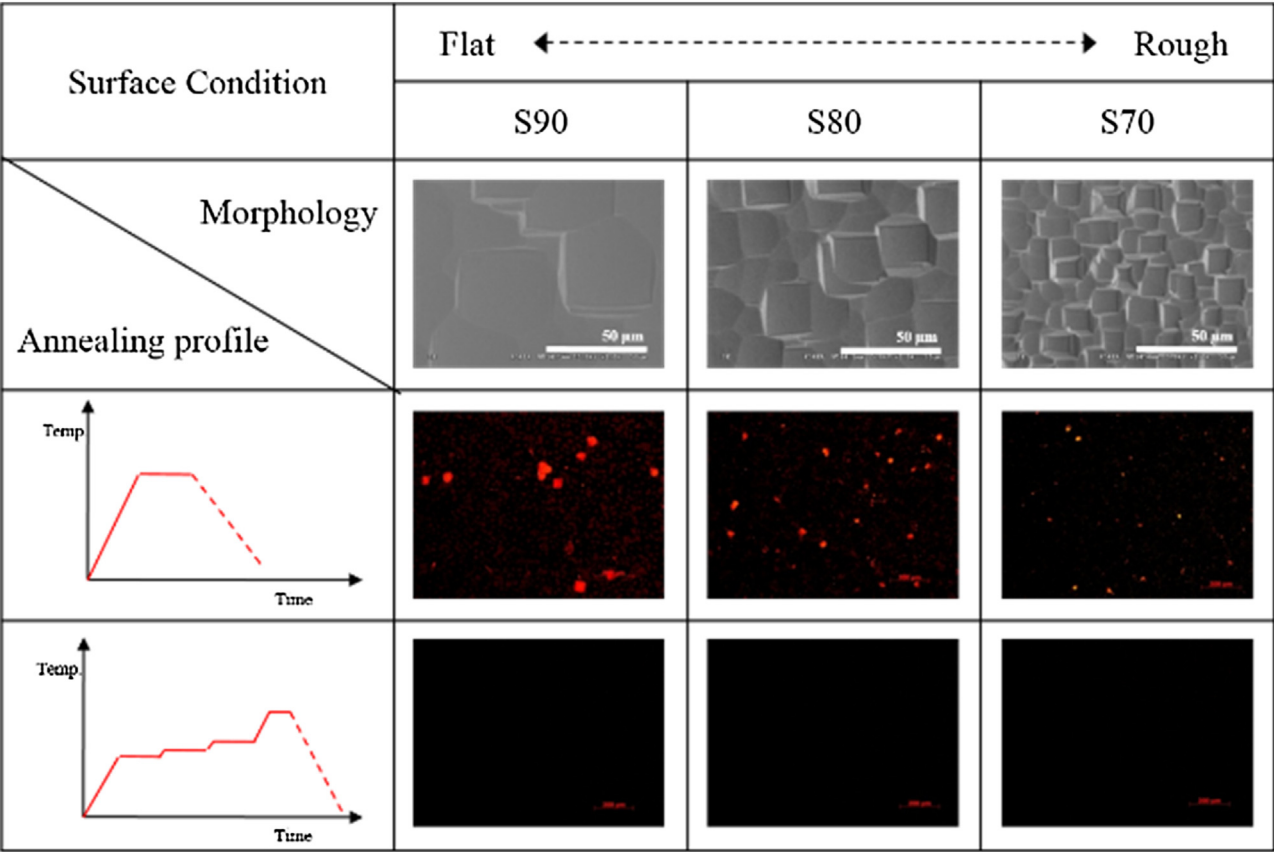 Surface Condition
Flat
Rough
S90
S80
S70
Morphology
Annealing profile
50 µm
50 µm
50 µm
Temp
Time
Temp.
Time